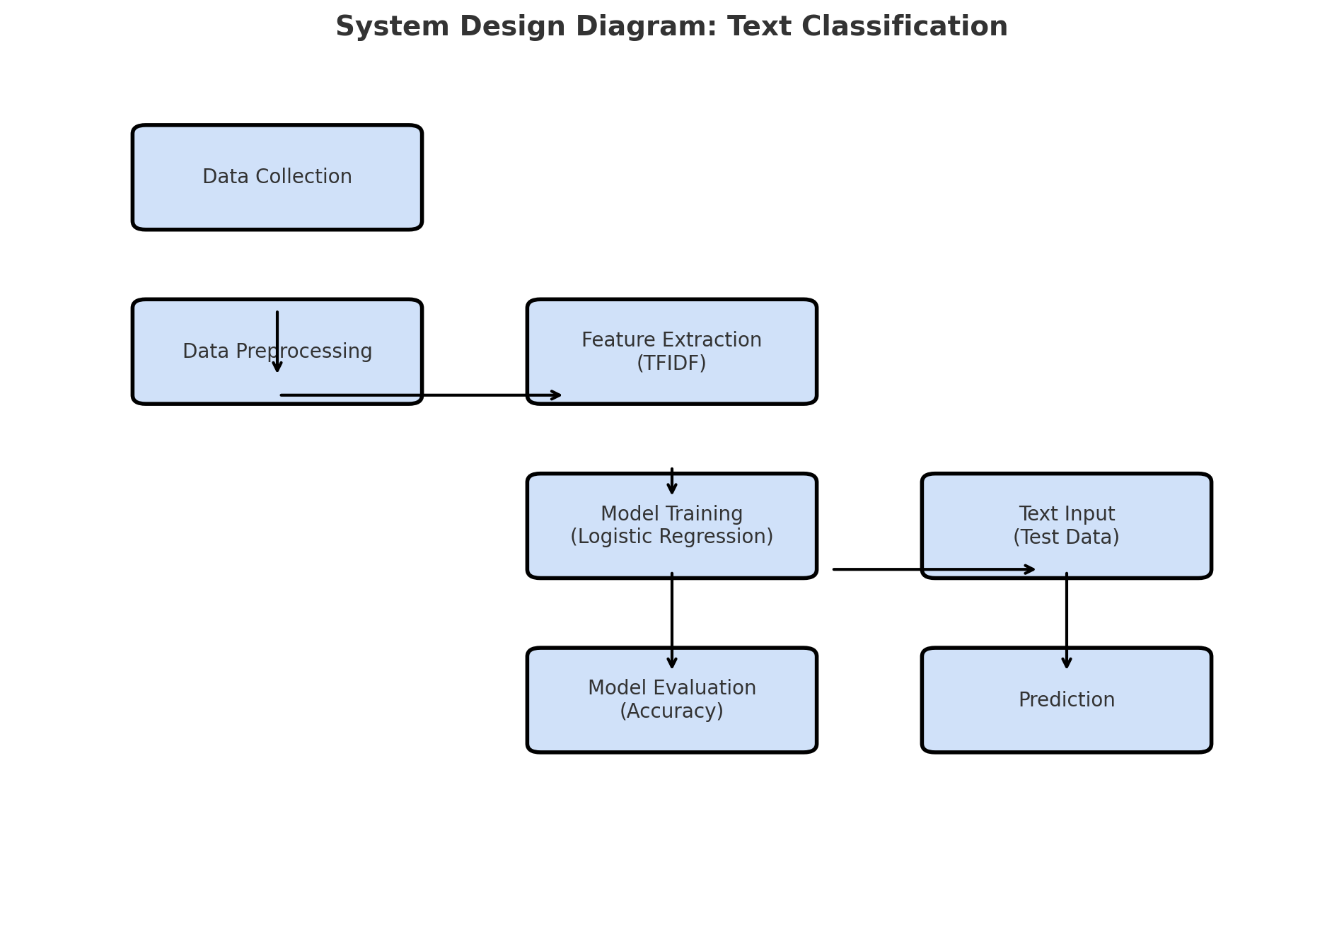 System Design Diagram: Text Classification
Data Collection
Data Preprocessing
Feature Extraction
(TFIDF)
Model Training
(Logistic Regression)
Text Input
(Test Data)
Model Evaluation
(Accuracy)
Prediction